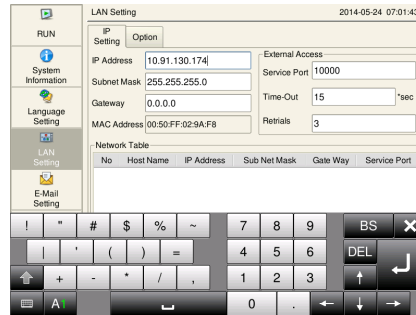 LAN Setting 2014-05-24 07:01:43
RUN
System
Information
Language
Setting
LAN
Setting
E-Mail
Setting
IP
Setting
Option
IP Address 10.91.130.174
Subnet Mask 255.255.255.0
Gateway 0.0.0.0
MAC Address 00:50:FF:02:9A:F8
External Access
Service Port 10000
Time-Out 15 *sec
Retrials 3
Network Table
No Host Name IP Address Sub Net Mask Gate Way Service Port
! " # $ % ~ 7 8 9 BS X
| ' ( ) = 4 5 6 DEL
+ - * / , 1 2 3
A1 0 .